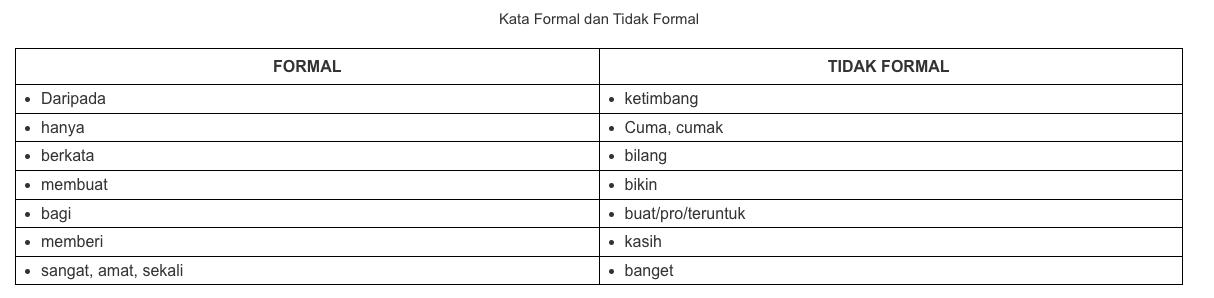 Kata Formal dan Tidak Formal
FORMAL TIDAK FORMAL
• Daripada • ketimbang
• hanya • Cuma, cumak
• berkata • bilang
• membuat • bikin
• bagi • buat/pro/teruntuk
• memberi • kasih
• sangat, amat, sekali • banget